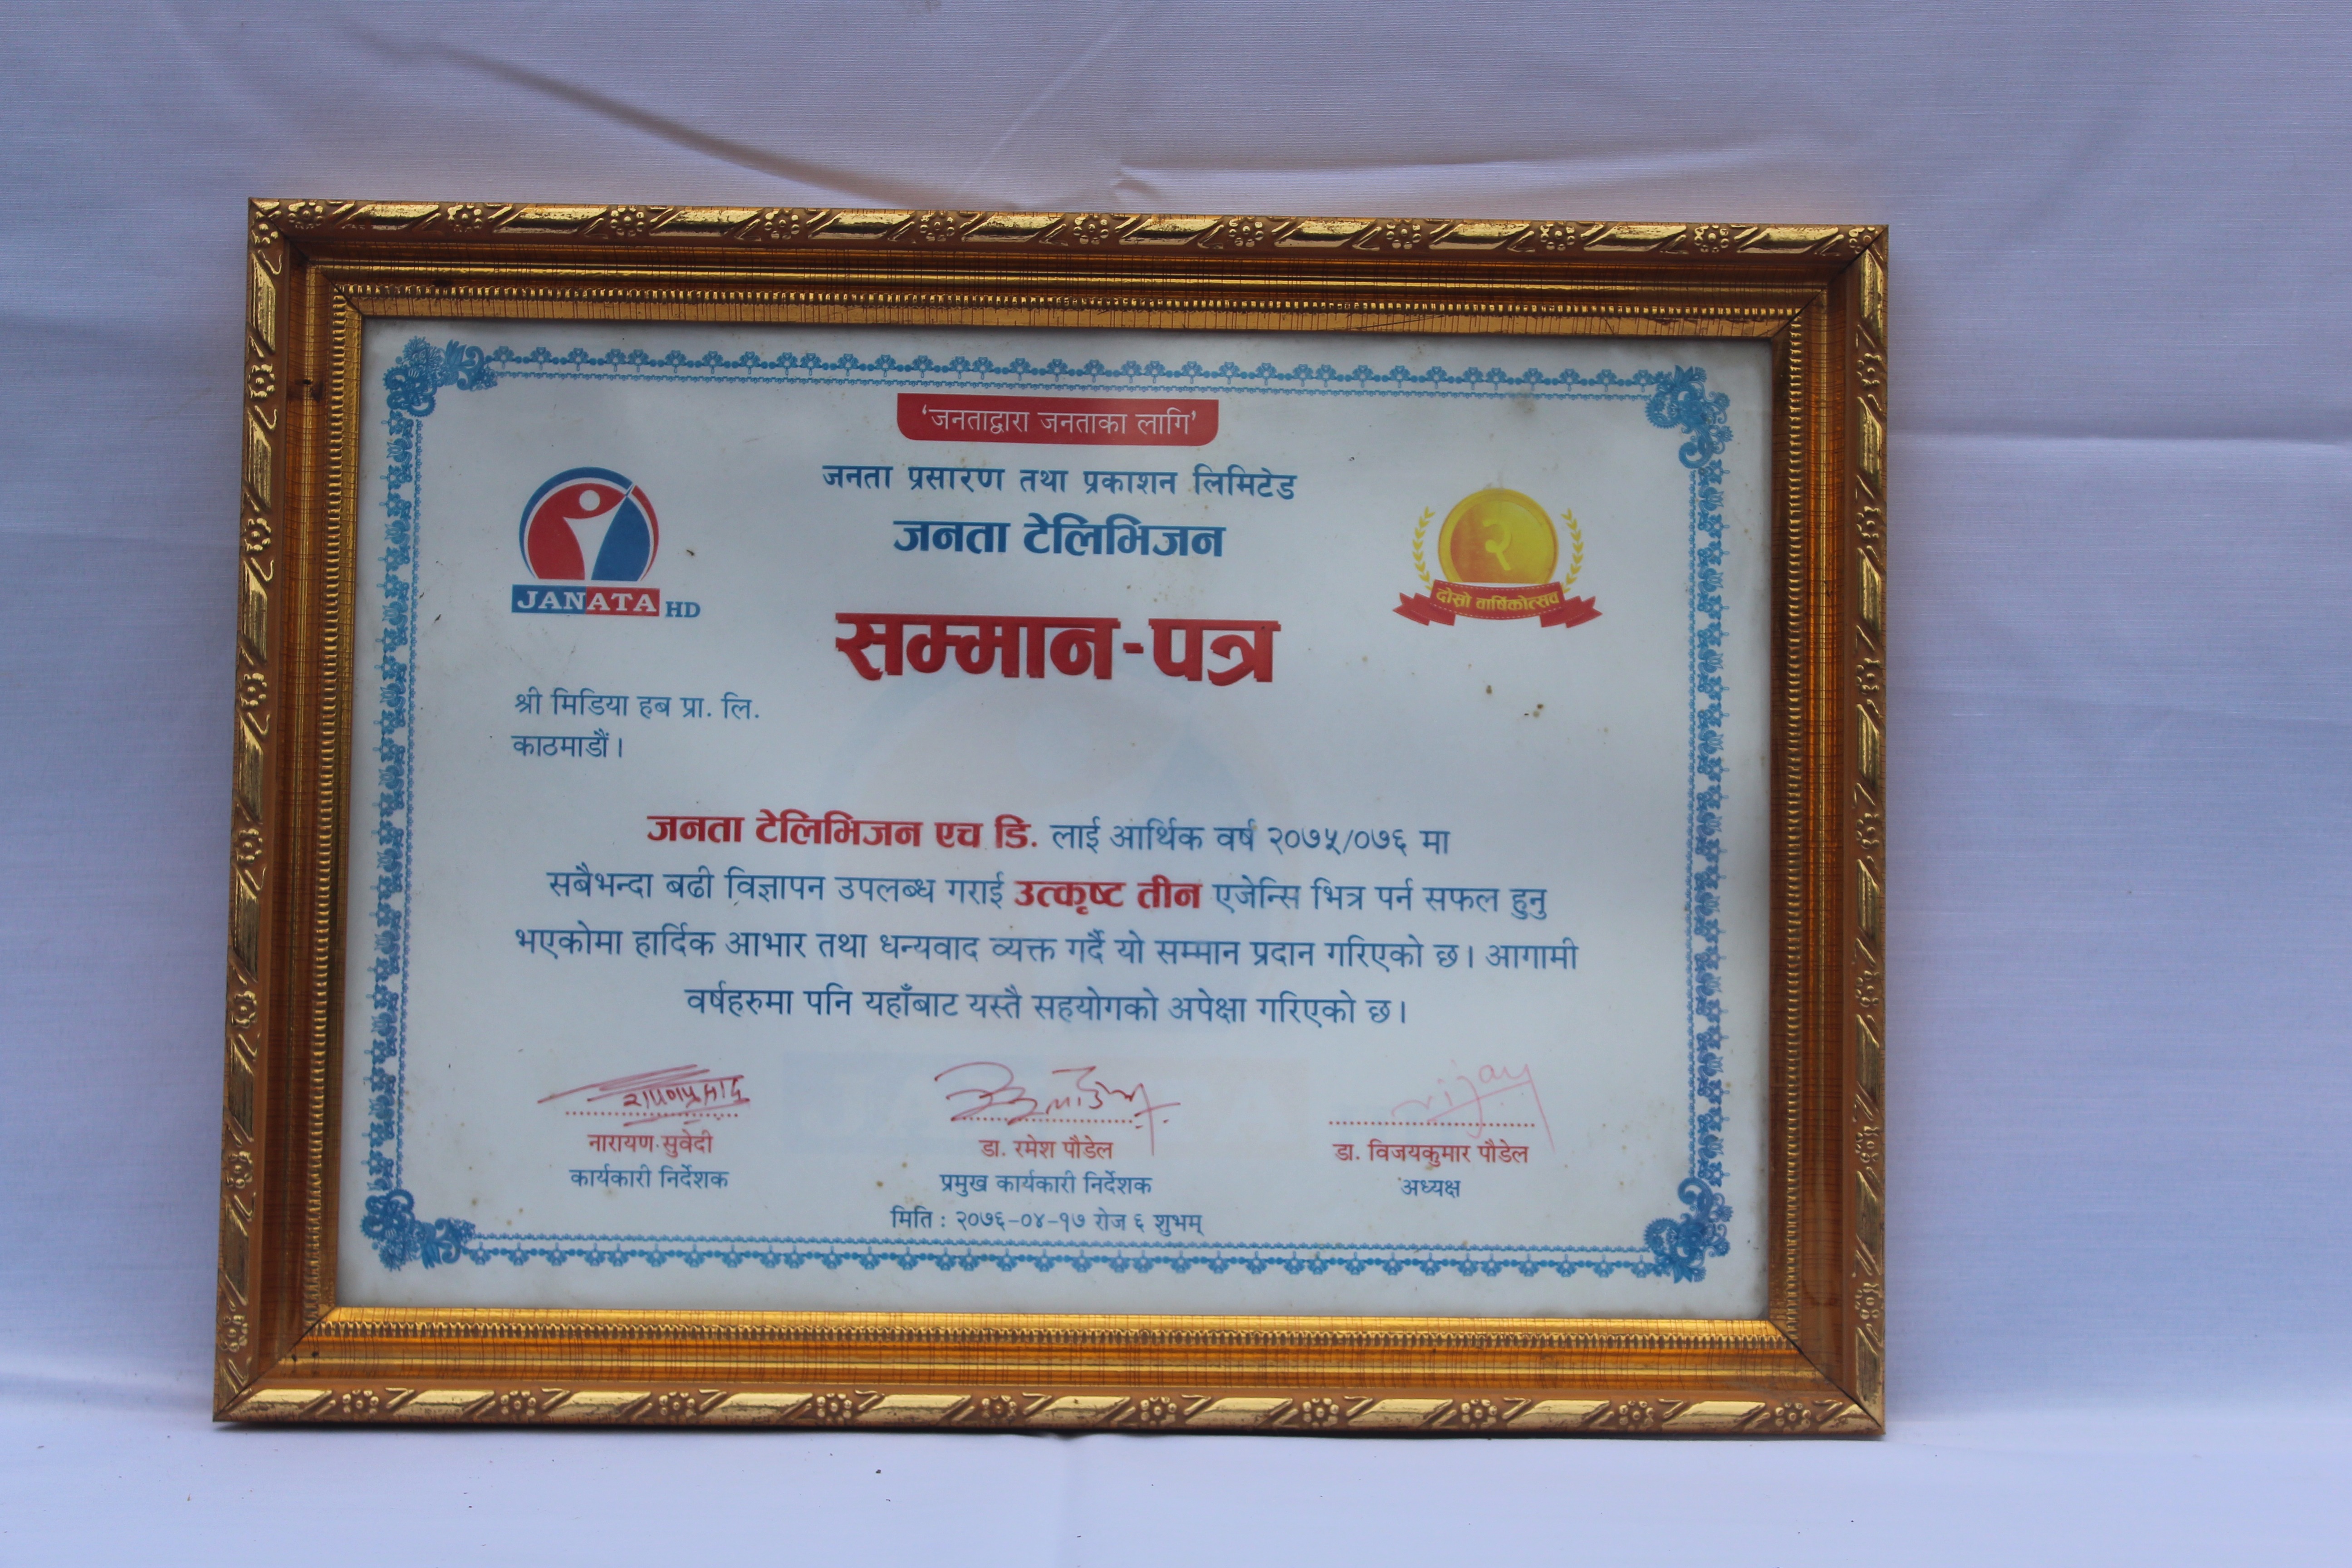 ‘जनताद्वारा जनताका लागि’
जनता प्रसारण तथा प्रकाशन लिमिटेड
जनता टेलिभिजन
JANATA HD
२
दोस्रो वार्षिकोत्सव
सम्मान-पत्र
श्री मिडिया हब प्रा. लि.
काठमाडौं ।
जनता टेलिभिजन एच डि. लाई आर्थिक वर्ष २०७५/०७६ मा
सबैभन्दा बढी विज्ञापन उपलब्ध गराई उत्कृष्ट तीन एजेन्सि भित्र पर्न सफल हुनु
भएकोमा हार्दिक आभार तथा धन्यवाद व्यक्त गर्दै यो सम्मान प्रदान गरिएको छ । आगामी
वर्षहरुमा पनि यहाँबाट यस्तै सहयोगको अपेक्षा गरिएको छ ।
नारायण सुवेदी
कार्यकारी निर्देशक
डा. रमेश पौडेल
प्रमुख कार्यकारी निर्देशक
vijay
डा. विजयकुमार पौडेल
अध्यक्ष
मिति : २०७६-०४-१७ रोज ६ शुभम्